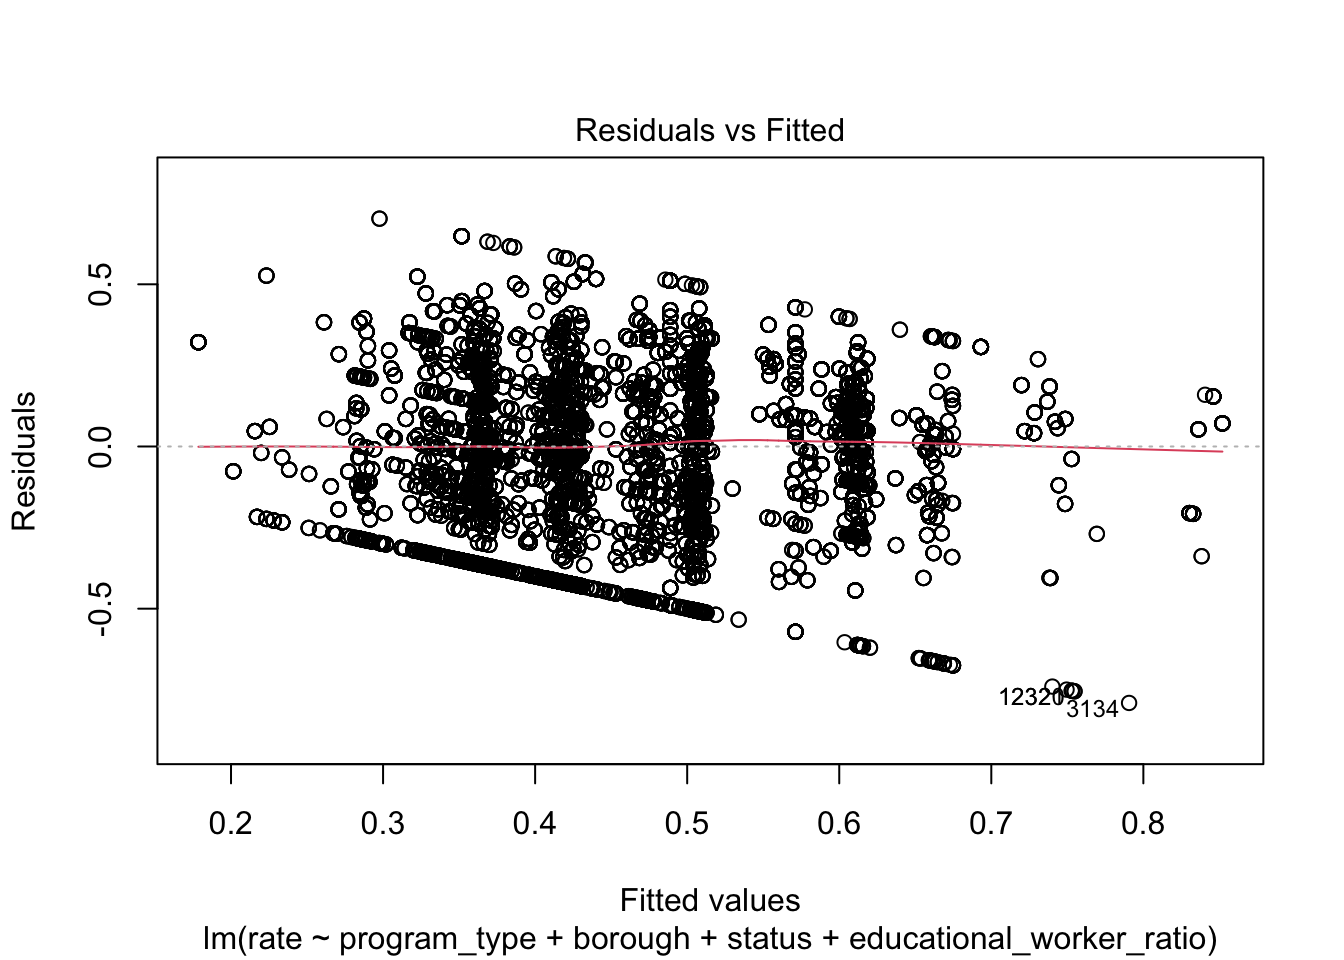 Residuals vs Fitted
Residuals
0.5
0.0
-0.5
12320
3134
0.2 0.3 0.4 0.5 0.6 0.7 0.8
Fitted values
lm(rate ~ program_type + borough + status + educational_worker_ratio)